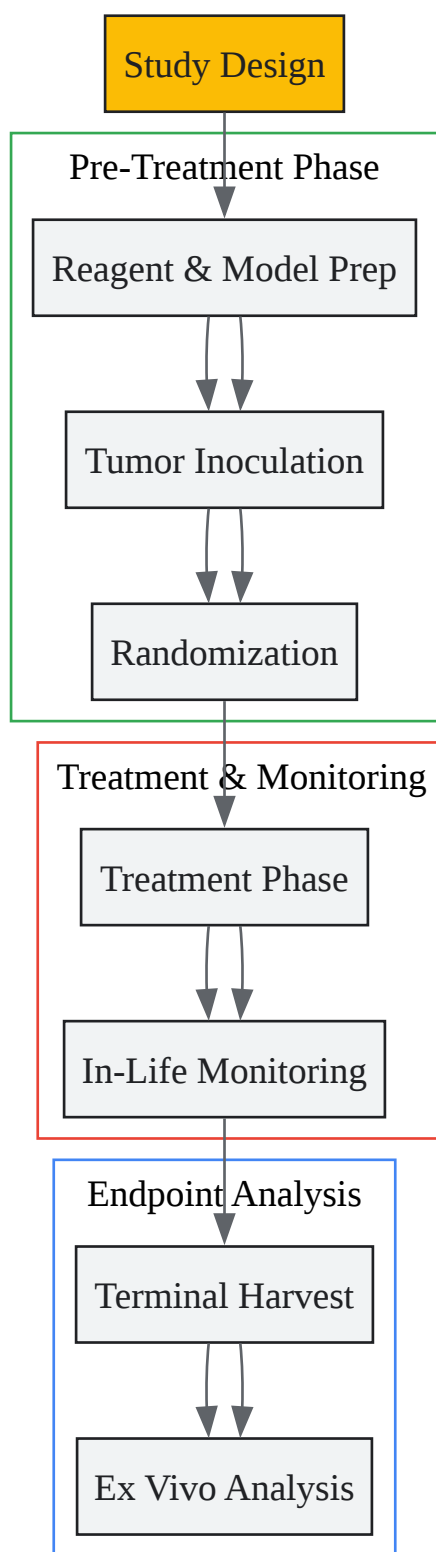 Study Design
Pre-Treatment Phase
Reagent & Model Prep
Tumor Inoculation
Randomization
Treatment & Monitoring
Treatment Phase
In-Life Monitoring
Endpoint Analysis
Terminal Harvest
Ex Vivo Analysis